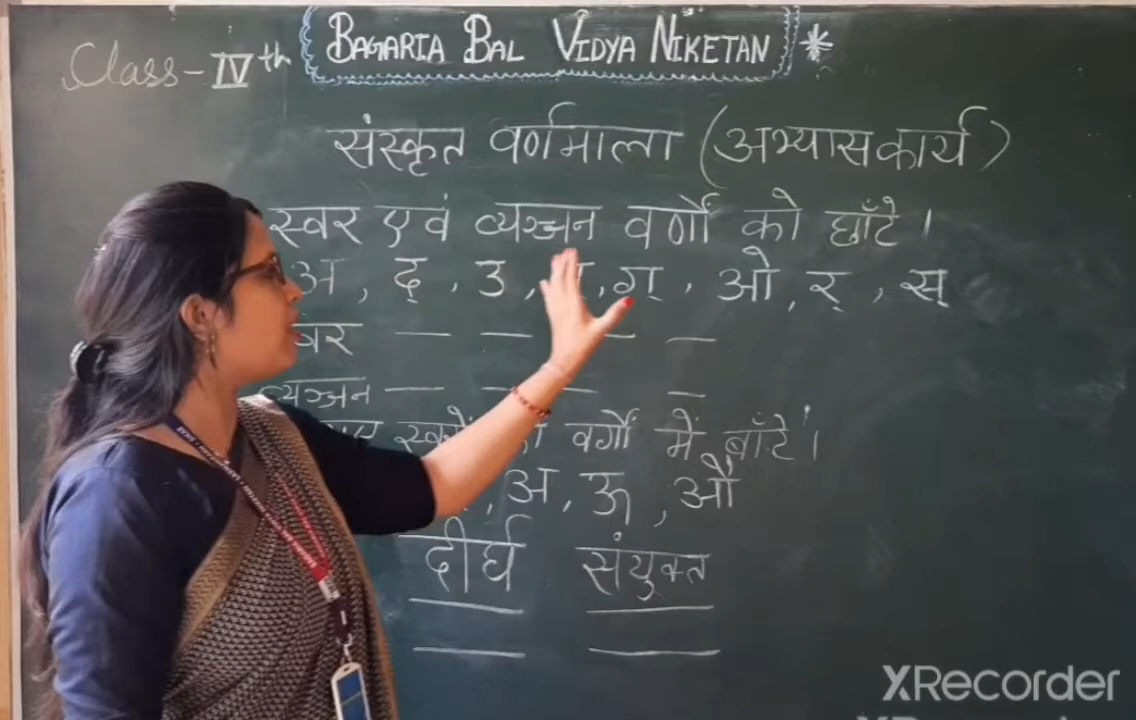 Class - IVth
BAGARIA BAL VIDYA NIKETAN *
संस्कृत वर्णमाला (अभ्यासकार्य)
स्वर एवं व्यञ्जन वर्गों को छाँटे।
अ, द्, उ, ग्, ओ, र्, स्
— — — —
व्यञ्जन — — — —
वर्गों में बाँटे।
अ, ऊ, औ
दीर्घ संयुक्त
XRecorder